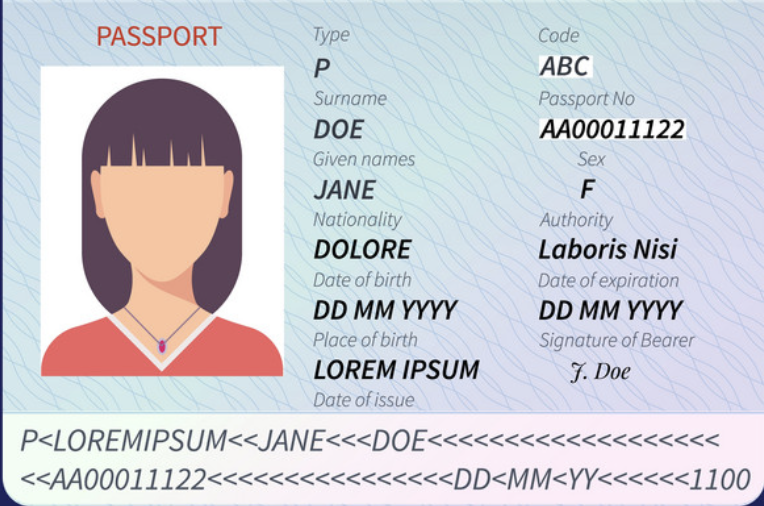 PASSPORT
Type Code
P ABC
Surname Passport No
DOE AA00011122
Given names Sex
JANE F
Nationality Authority
DOLORE Laboris Nisi
Date of birth Date of expiration
DD MM YYYY DD MM YYYY
Place of birth Signature of Bearer
LOREM IPSUM J. Doe
Date of issue
P<LOREMIPSUM<<JANE<<<DOE<<<<<<<<<<<<<<<<<<<
<<AA00011122<<<<<<<<<<<<<<<<DD<MM<YY<<<<<<1100